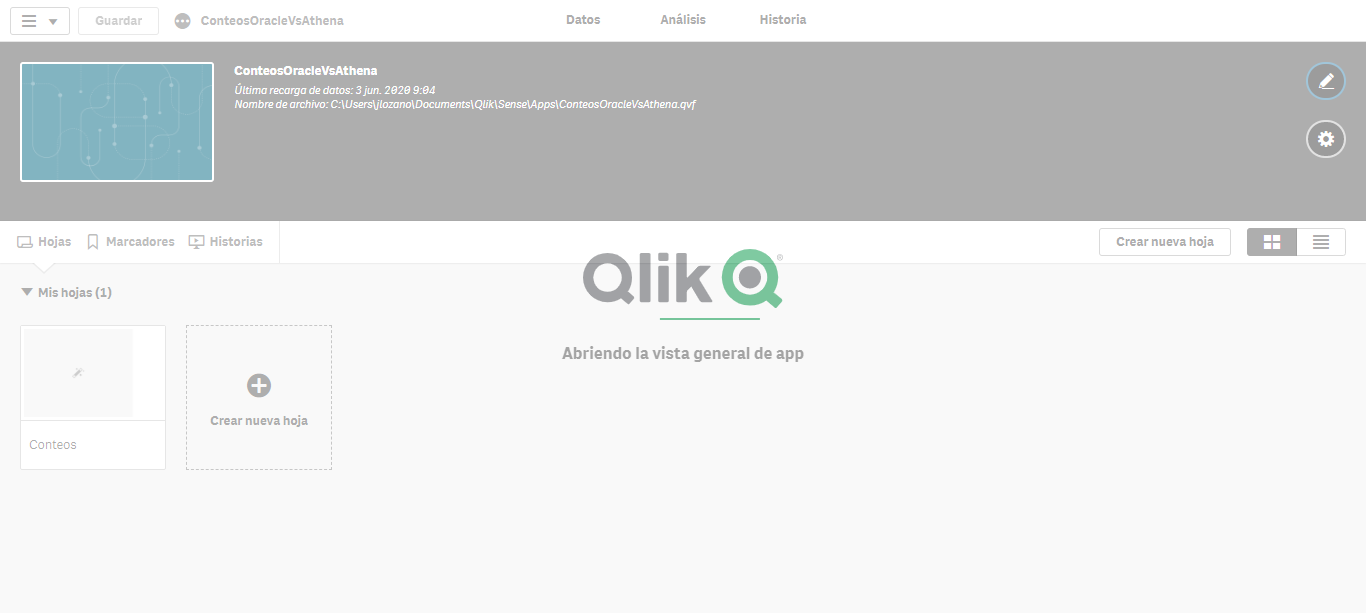 Guardar
ConteosOracleVsAthena
Datos
Análisis
Historia
ConteosOracleVsAthena
Última recarga de datos: 3 jun. 2020 9:04
Nombre de archivo: C:\Users\jlozano\Documents\Qlik\Sense\Apps\ConteosOracleVsAthena.qvf
Hojas
Marcadores
Historias
Crear nueva hoja
Qlik
®
Mis hojas (1)
Abriendo la vista general de app
Crear nueva hoja
Conteos